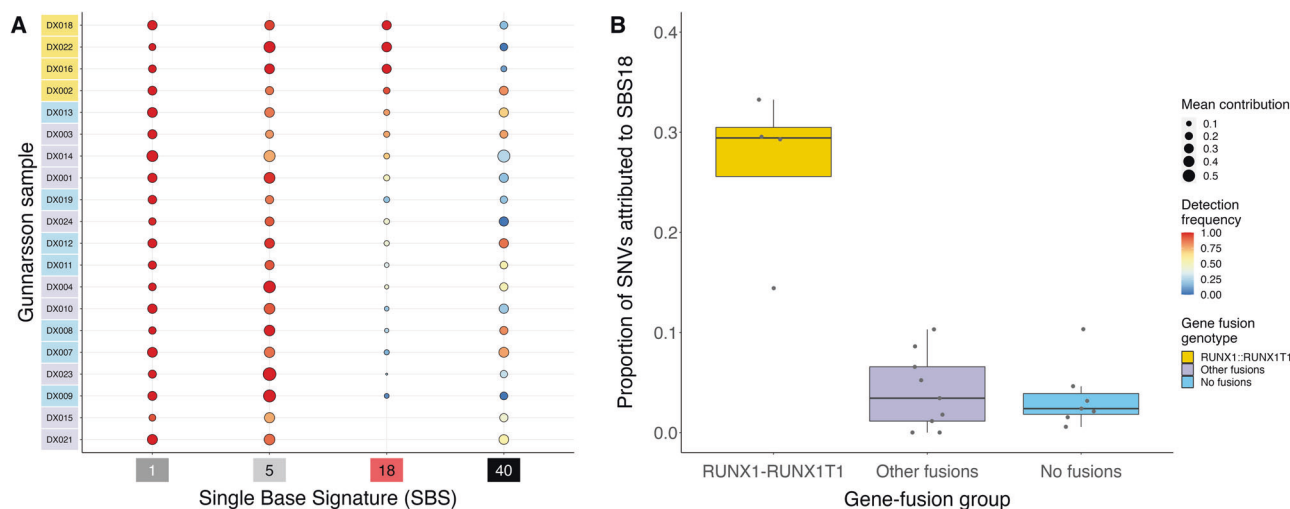 A
Gunnarsson sample
DX018
DX022
DX016
DX002
DX013
DX003
DX014
DX001
DX019
DX024
DX012
DX011
DX004
DX010
DX008
DX007
DX023
DX009
DX015
DX021
1 5 18 40
Single Base Signature (SBS)
B
Proportion of SNVs attributed to SBS18
0.4
0.3
0.2
0.1
0.0
RUNX1-RUNX1T1 Other fusions No fusions
Gene-fusion group
Mean contribution
0.1
0.2
0.3
0.4
0.5
Detection
frequency
1.00
0.75
0.50
0.25
0.00
Gene fusion
genotype
RUNX1::RUNX1T1
Other fusions
No fusions